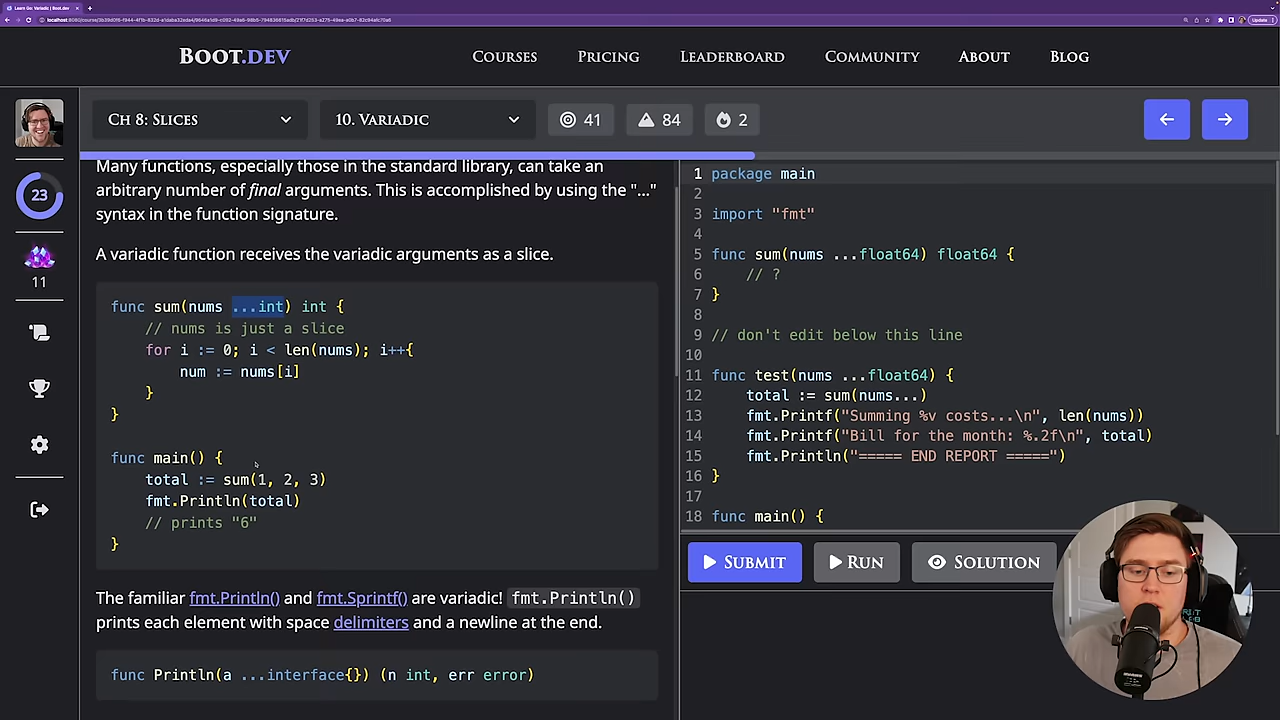 Learn Go: Variadic | Boot.dev
Update
BOOT.DEV
COURSES
PRICING
LEADERBOARD
COMMUNITY
ABOUT
BLOG
CH 8: SLICES
10. VARIADIC
41
84
2
23
11
Many functions, especially those in the standard library, can take an
arbitrary number of final arguments. This is accomplished by using the "..."
syntax in the function signature.
A variadic function receives the variadic arguments as a slice.
func sum(nums ...int) int {
// nums is just a slice
for i := 0; i < len(nums); i++{
num := nums[i]
}
}
func main() {
total := sum(1, 2, 3)
fmt.Println(total)
// prints "6"
}
The familiar fmt.Println() and fmt.Sprintf() are variadic! fmt.Println()
prints each element with space delimiters and a newline at the end.
func Println(a ...interface{}) (n int, err error)
1 package main
2
3 import "fmt"
4
5 func sum(nums ...float64) float64 {
6 // ?
7 }
8
9 // don't edit below this line
10
11 func test(nums ...float64) {
12 total := sum(nums...)
13 fmt.Printf("Summing %v costs...\n", len(nums))
14 fmt.Printf("Bill for the month: %.2f\n", total)
15 fmt.Println("===== END REPORT =====")
16 }
17
18 func main() {
SUBMIT
RUN
SOLUTION